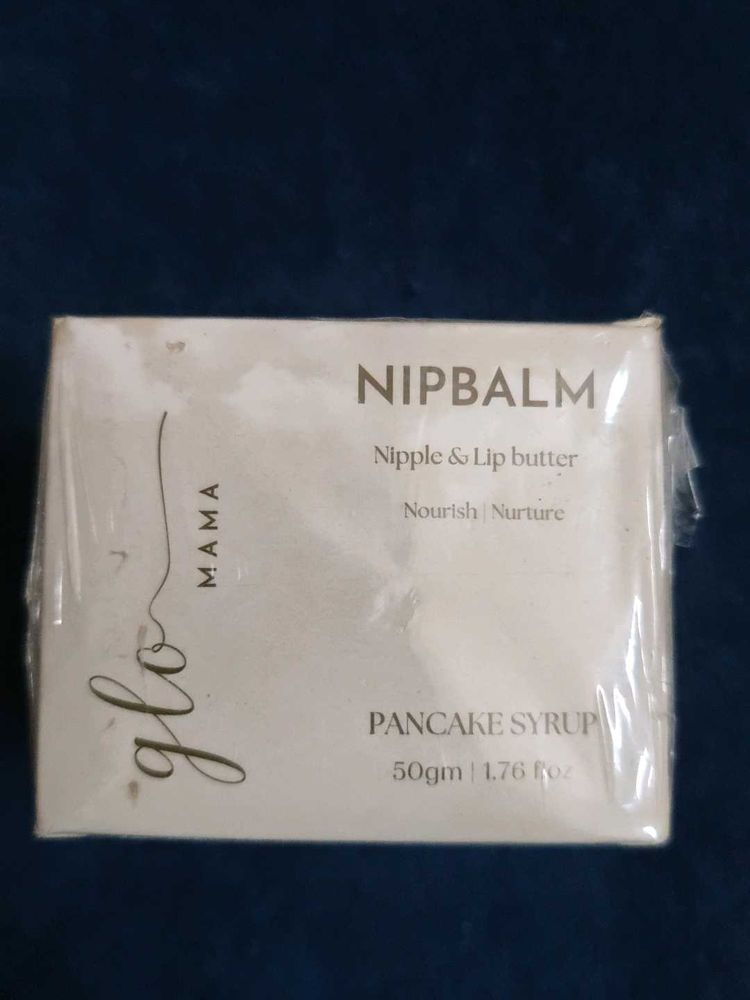 NIPBALM
Nipple & Lip butter
Nourish | Nurture
glo
MAMA
PANCAKE SYRUP
50gm | 1.76 fl oz